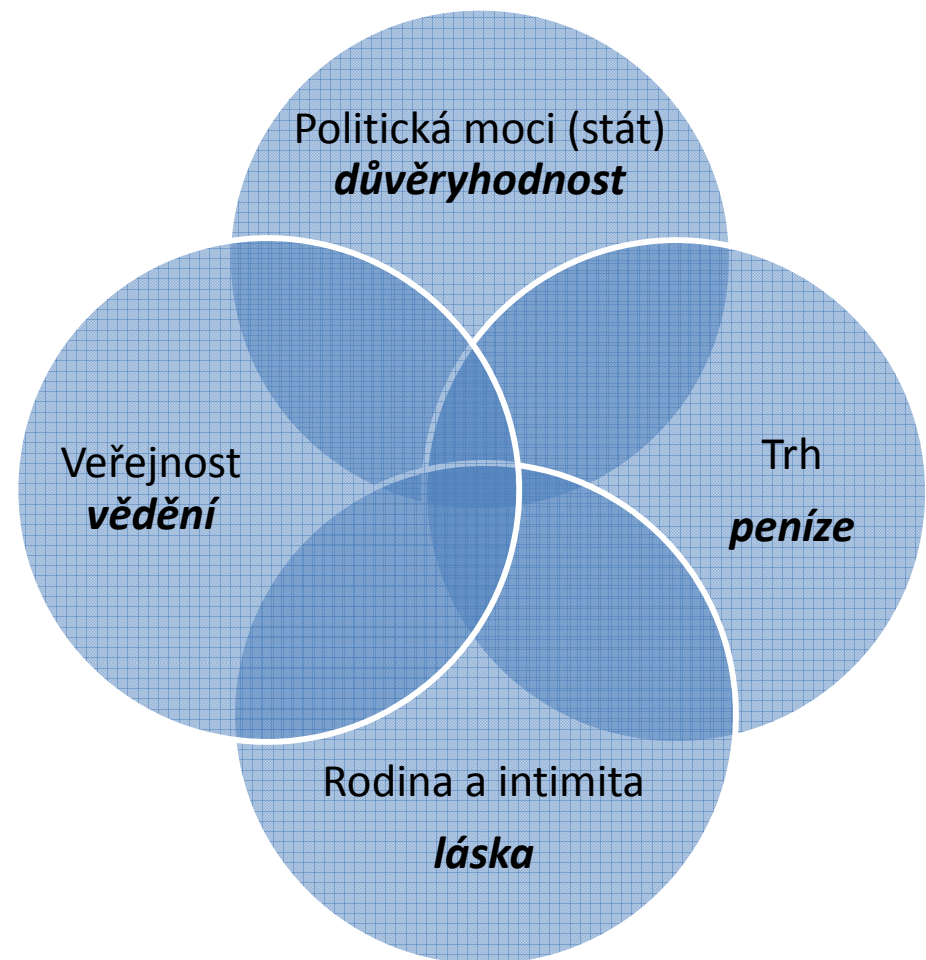 Politická moci (stát)
důvěryhodnost
Veřejnost
vědění
Trh
peníze
Rodina a intimita
láska